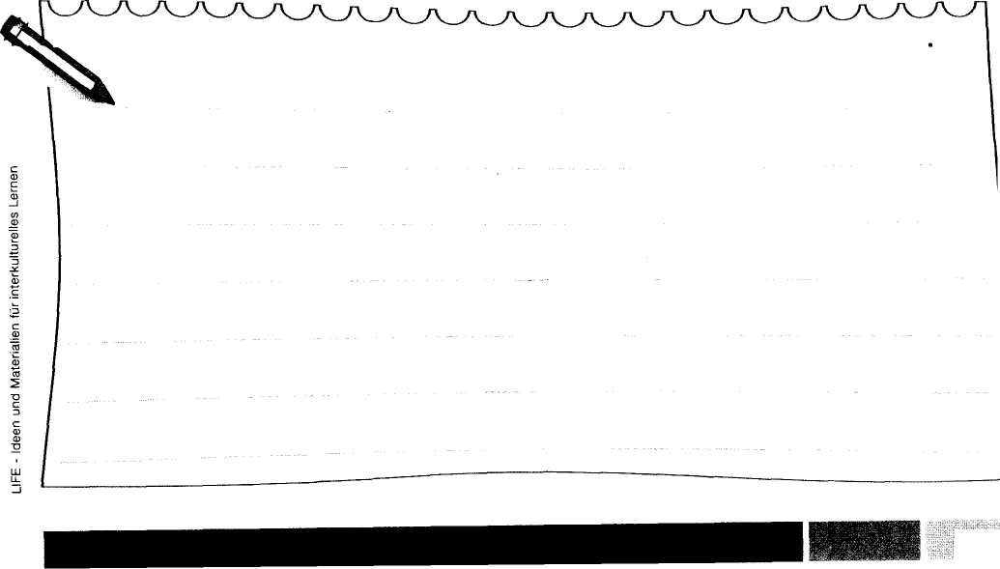 LIFE - Ideen und Materialien für interkulturelles Lernen